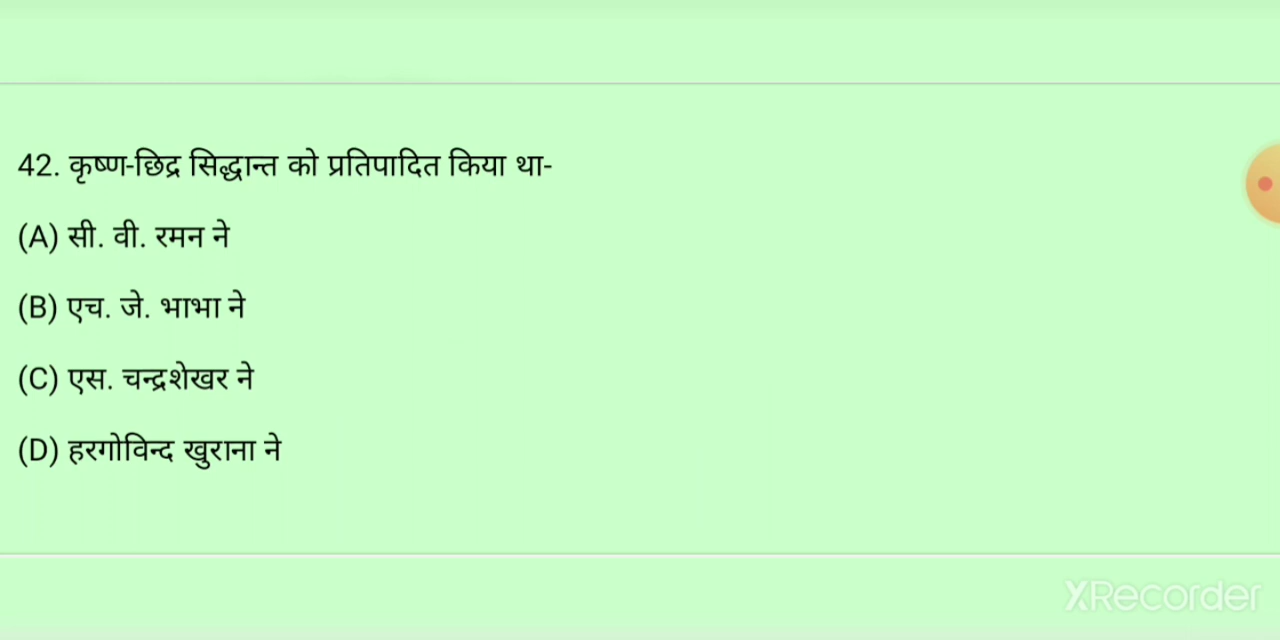 42. कृष्ण-छिद्र सिद्धान्त को प्रतिपादित किया था-
(A) सी. वी. रमन ने
(B) एच. जे. भाभा ने
(C) एस. चन्द्रशेखर ने
(D) हरगोविन्द खुराना ने
XRecorder